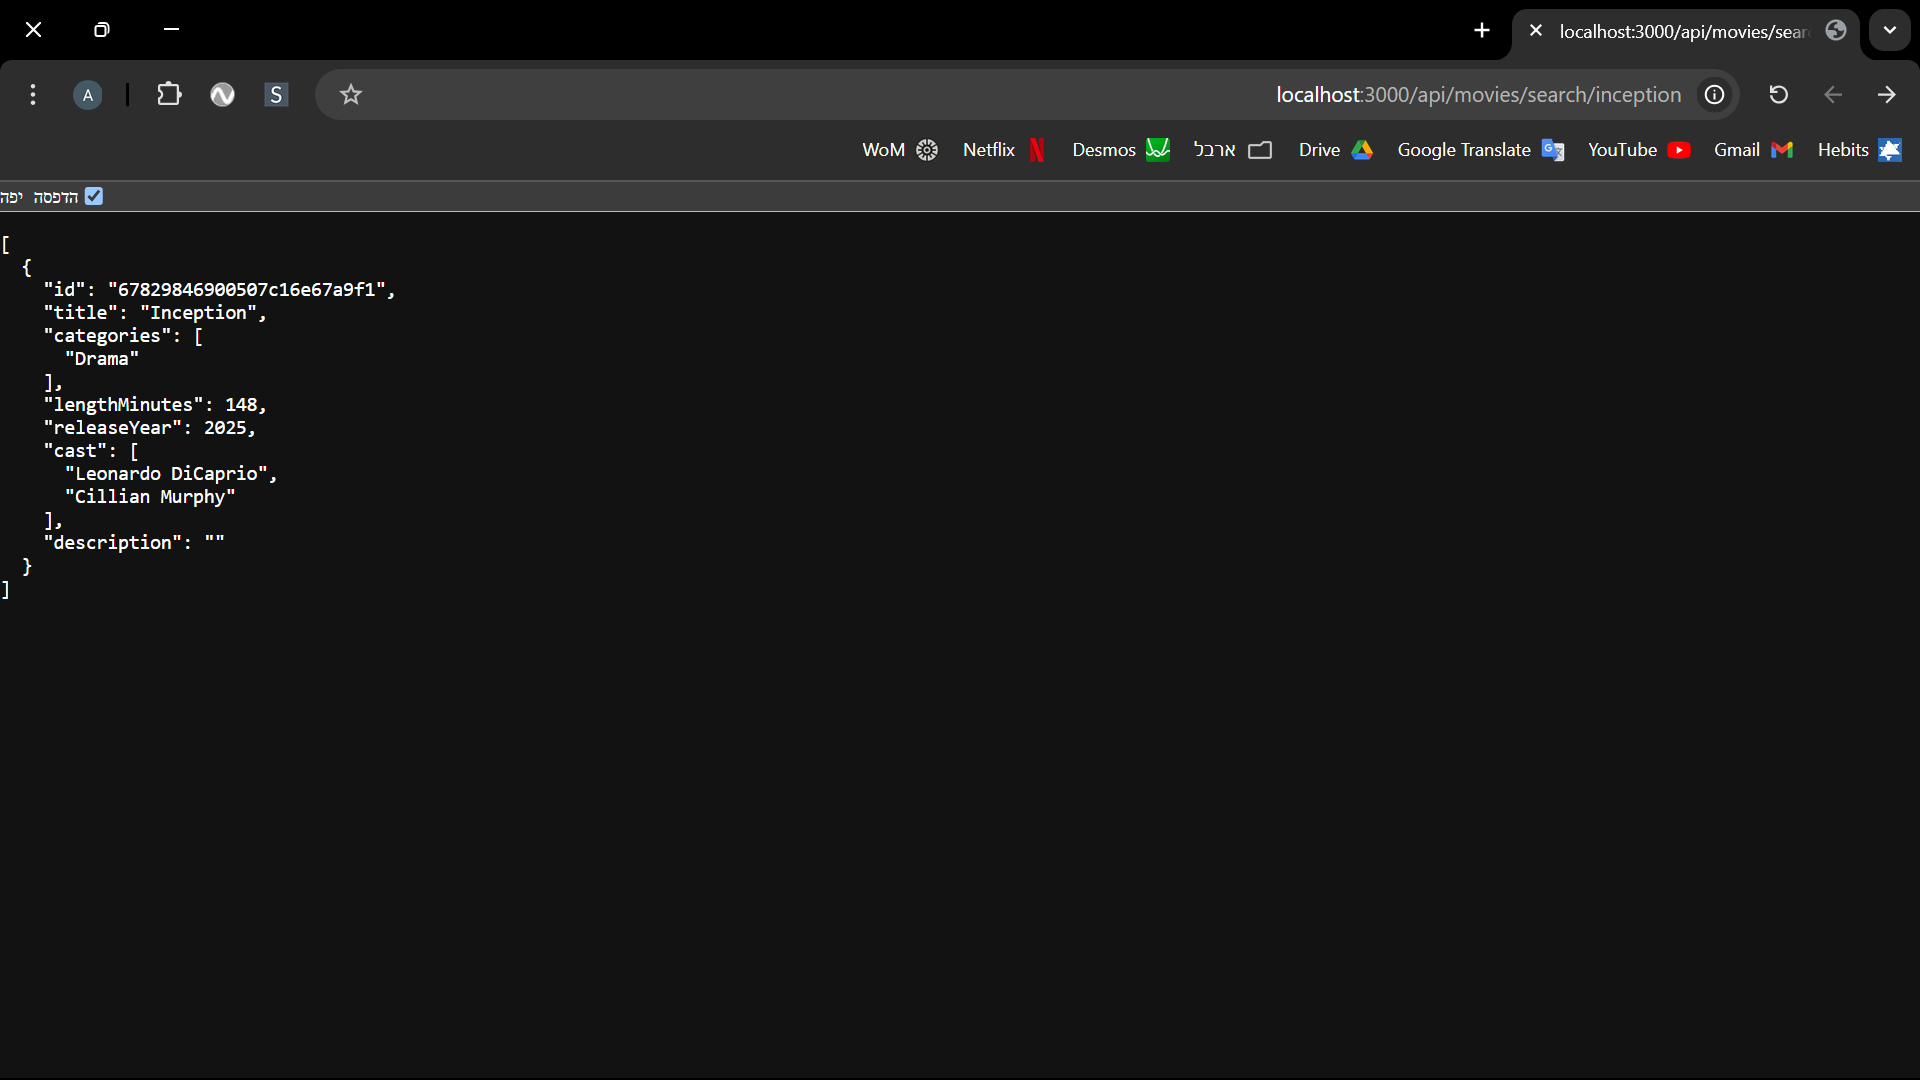 localhost:3000/api/movies/sear
A
S
localhost:3000/api/movies/search/inception
WoM Netflix Desmos ארבל Drive Google Translate YouTube Gmail Hebits
הדפסה יפה
[
{
"id": "67829846900507c16e67a9f1",
"title": "Inception",
"categories": [
"Drama"
],
"lengthMinutes": 148,
"releaseYear": 2025,
"cast": [
"Leonardo DiCaprio",
"Cillian Murphy"
],
"description": ""
}
]